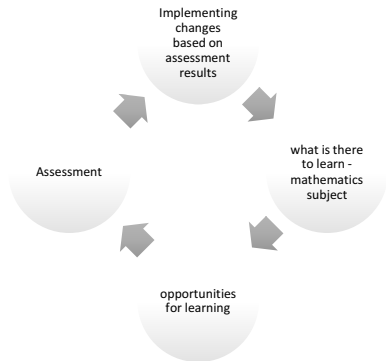 Implementing
changes
based on
assessment
results
what is there
to learn -
mathematics
subject
opportunities
for learning
Assessment